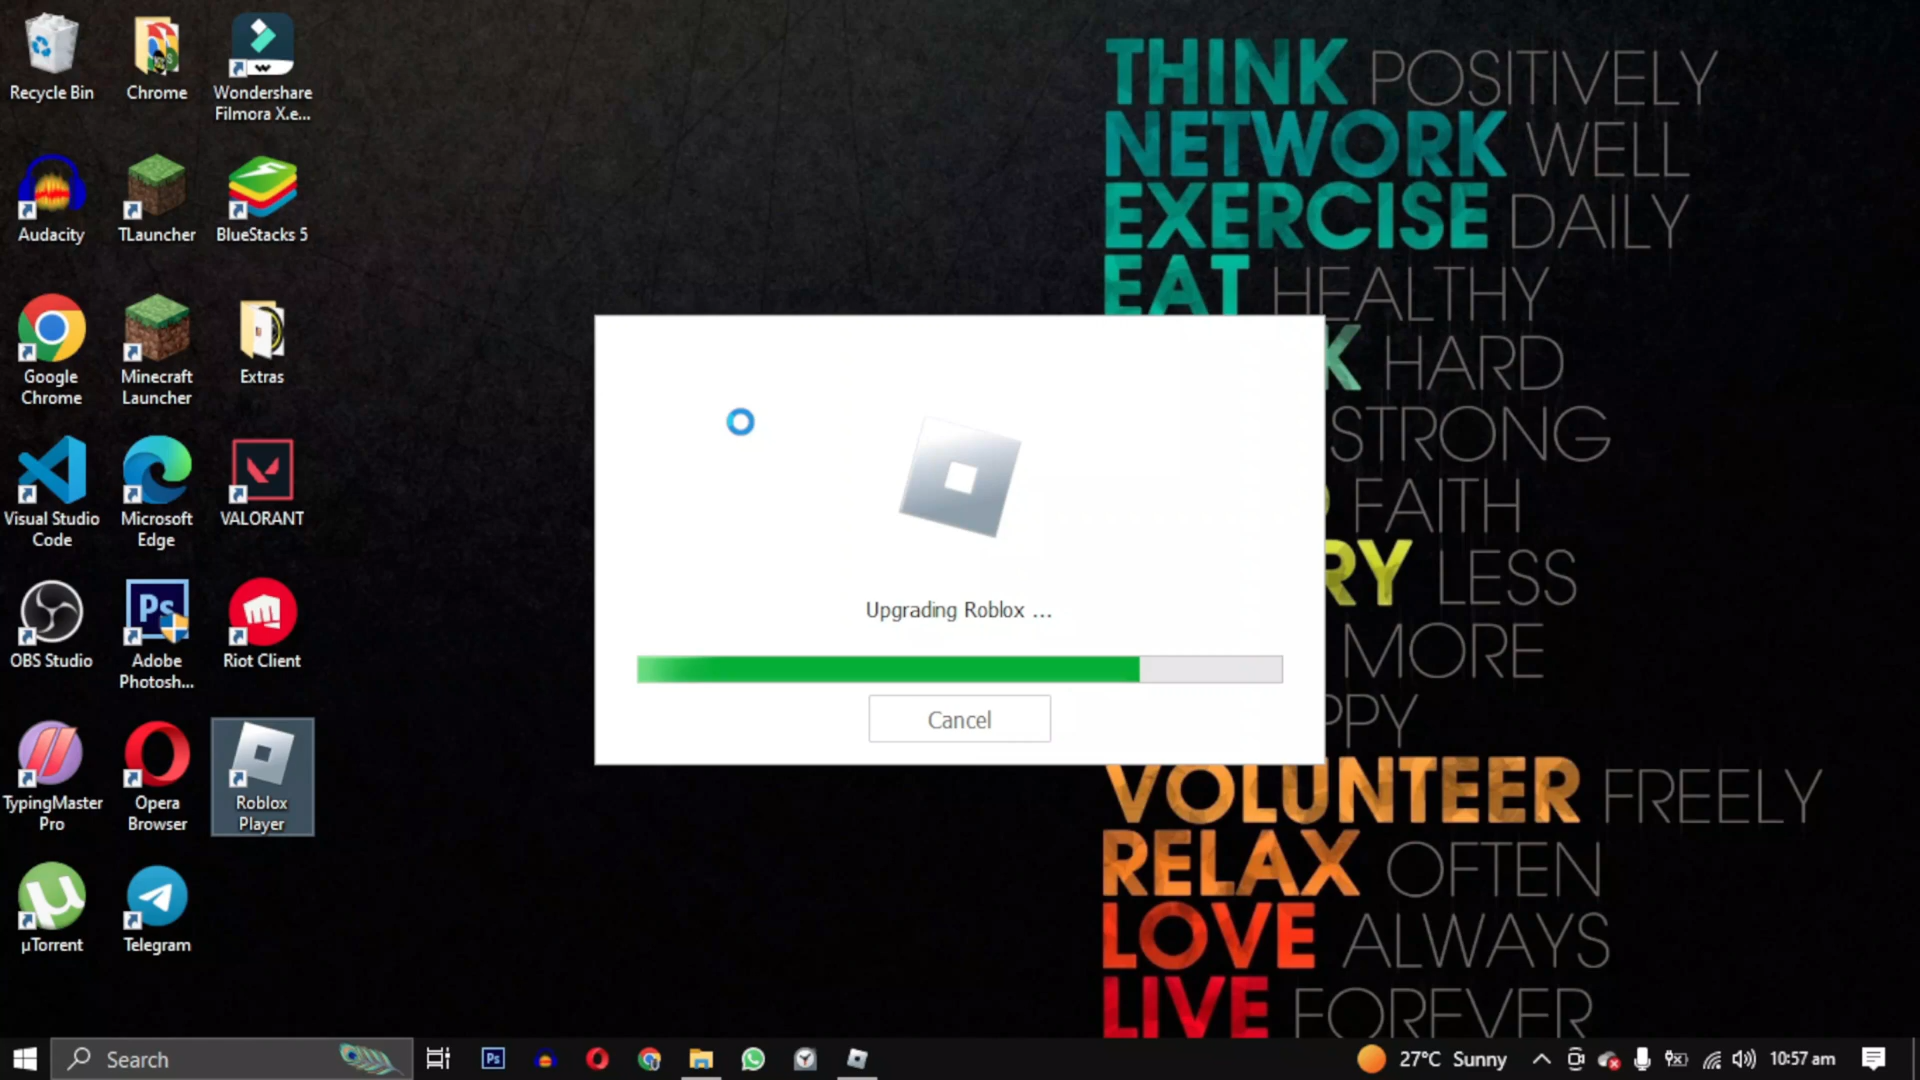 Recycle Bin
Chrome
Wondershare
Filmora X.e...
Audacity
TLauncher
BlueStacks 5
Google
Chrome
Minecraft
Launcher
Extras
Visual Studio
Code
Microsoft
Edge
VALORANT
OBS Studio
Ps
Adobe
Photosh...
Riot Client
TypingMaster
Pro
Opera
Browser
Roblox
Player
µTorrent
Telegram
THINK POSITIVELY
NETWORK WELL
EXERCISE DAILY
EAT HEALTHY
K HARD
STRONG
FAITH
RY LESS
MORE
PPY
VOLUNTEER FREELY
RELAX OFTEN
LOVE ALWAYS
LIVE FOREVER
Upgrading Roblox ...
Cancel
Search
Ps
27°C Sunny
10:57 am